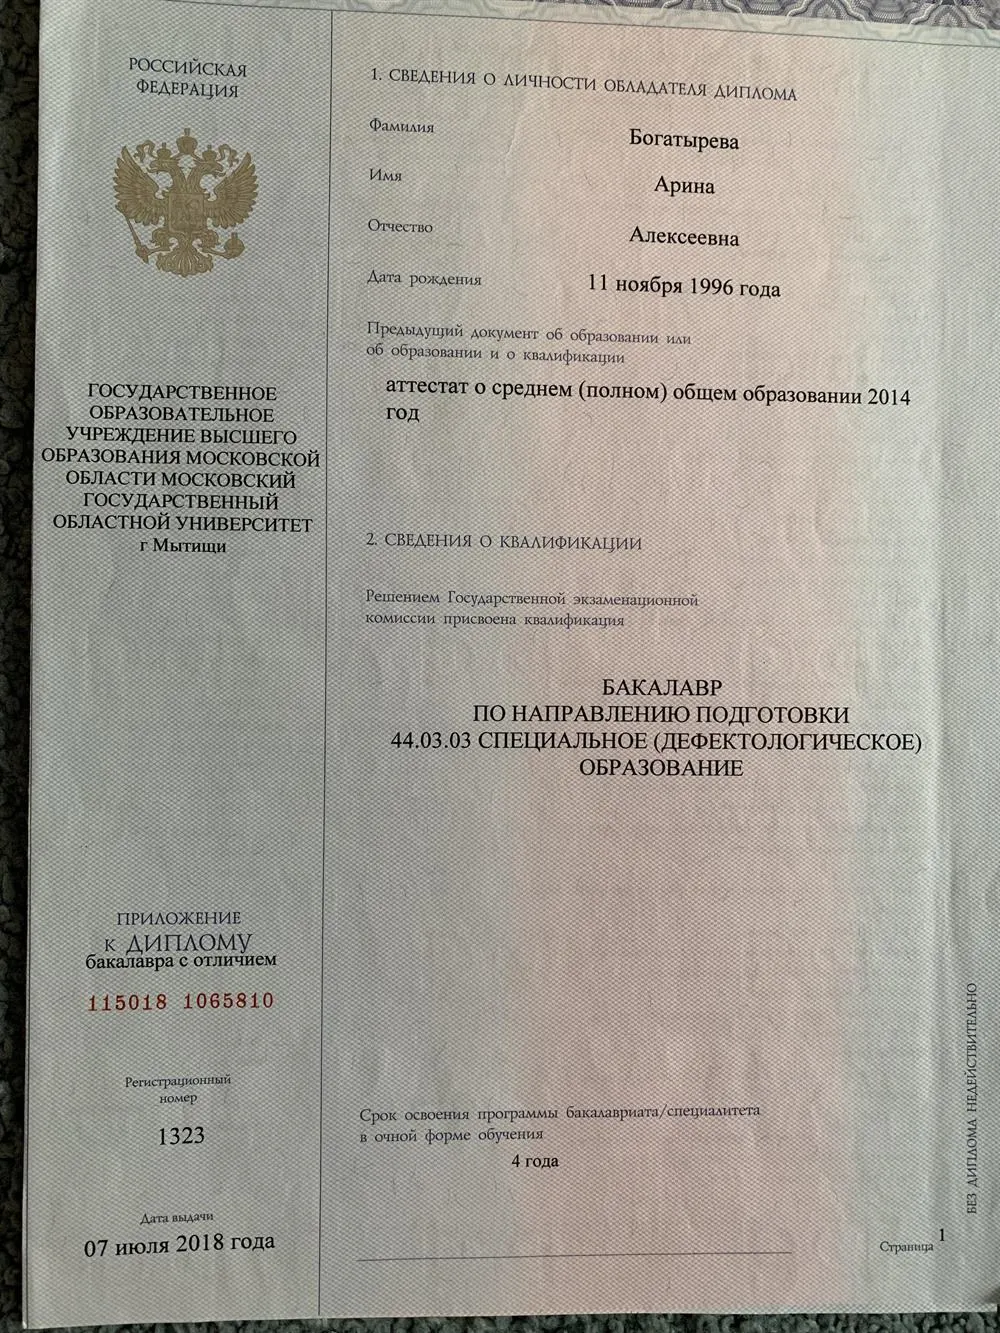 РОССИЙСКАЯ
ФЕДЕРАЦИЯ
ГОСУДАРСТВЕННОЕ
ОБРАЗОВАТЕЛЬНОЕ
УЧРЕЖДЕНИЕ ВЫСШЕГО
ОБРАЗОВАНИЯ МОСКОВСКОЙ
ОБЛАСТИ МОСКОВСКИЙ
ГОСУДАРСТВЕННЫЙ
ОБЛАСТНОЙ УНИВЕРСИТЕТ
г Мытищи
ПРИЛОЖЕНИЕ
к ДИПЛОМУ
бакалавра с отличием
115018 1065810
Регистрационный
номер
1323
Дата выдачи
07 июля 2018 года
1. СВЕДЕНИЯ О ЛИЧНОСТИ ОБЛАДАТЕЛЯ ДИПЛОМА
Фамилия
Богатырева
Имя
Арина
Отчество
Алексеевна
Дата рождения
11 ноября 1996 года
Предыдущий документ об образовании или
об образовании и о квалификации
аттестат о среднем (полном) общем образовании 2014
год
2. СВЕДЕНИЯ О КВАЛИФИКАЦИИ
Решением Государственной экзаменационной
комиссии присвоена квалификация
БАКАЛАВР
ПО НАПРАВЛЕНИЮ ПОДГОТОВКИ
44.03.03 СПЕЦИАЛЬНОЕ (ДЕФЕКТОЛОГИЧЕСКОЕ)
ОБРАЗОВАНИЕ
Срок освоения программы бакалавриата/специалитета
в очной форме обучения
4 года
Страница 1
БЕЗ ДИПЛОМА НЕДЕЙСТВИТЕЛЬНО